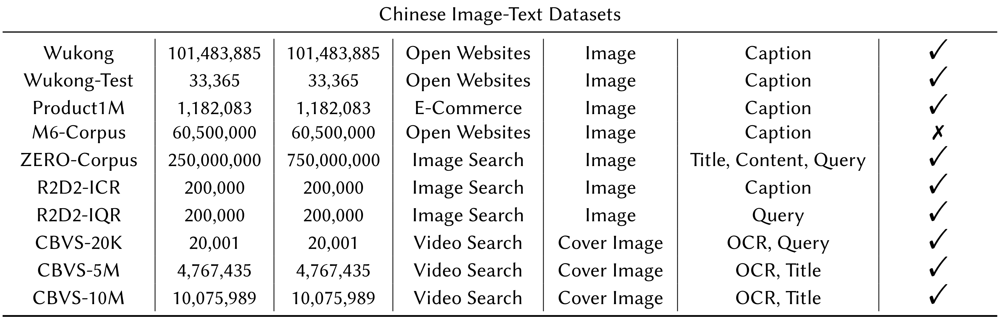 Chinese Image-Text Datasets
Wukong 101,483,885 101,483,885 Open Websites Image Caption ✓
Wukong-Test 33,365 33,365 Open Websites Image Caption ✓
Product1M 1,182,083 1,182,083 E-Commerce Image Caption ✓
M6-Corpus 60,500,000 60,500,000 Open Websites Image Caption ✗
ZERO-Corpus 250,000,000 750,000,000 Image Search Image Title, Content, Query ✓
R2D2-ICR 200,000 200,000 Image Search Image Caption ✓
R2D2-IQR 200,000 200,000 Image Search Image Query ✓
CBVS-20K 20,001 20,001 Video Search Cover Image OCR, Query ✓
CBVS-5M 4,767,435 4,767,435 Video Search Cover Image OCR, Title ✓
CBVS-10M 10,075,989 10,075,989 Video Search Cover Image OCR, Title ✓